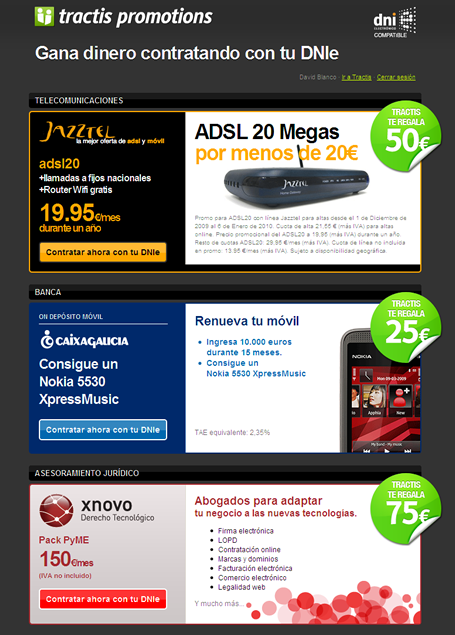 tractis promotions
dni
electrónico
COMPATIBLE
Gana dinero contratando con tu DNIe
David Blanco · Ir a Tractis · Cerrar sesión
TELECOMUNICACIONES
TRACTIS
TE REGALA
50€
JAZZTEL
la mejor oferta de adsl y móvil
adsl20
+llamadas a fijos nacionales
+Router Wifi gratis
19.95€/mes
durante un año
Contratar ahora con tu DNIe
ADSL 20 Megas
por menos de 20€
JAZZTEL
Promo para ADSL20 con línea Jazztel para altas desde el 1 de Diciembre de
2009 al 6 de Enero de 2010. Cuota de alta 21,55 € (más IVA) para altas
online. Precio promocional del ADSL20 a 19,95 (más IVA) durante un año.
Resto de cuotas ADSL20: 29,95 €/mes (más IVA). Cuota de línea no incluida
en promo: 13,95€/mes (más IVA). Sujeto a disponibilidad geográfica.
BANCA
TRACTIS
TE REGALA
25€
ON DEPÓSITO MÓVIL
CAIXAGALICIA
Consigue un
Nokia 5530
XpressMusic
Contratar ahora con tu DNIe
Renueva tu móvil
• Ingresa 10.000 euros
durante 15 meses.
• Consigue un
Nokia 5530 XpressMusic
TAE equivalente: 2,35%
NOKIA
Mon 09-03-2009
ASESORAMIENTO JURÍDICO
TRACTIS
TE REGALA
75€
xnovo
Derecho Tecnológico
Pack PyME
150€/mes
(IVA no incluido)
Contratar ahora con tu DNIe
Abogados para adaptar
tu negocio a las nuevas tecnologías.
• Firma electrónica
• LOPD
• Contratación online
• Marcas y dominios
• Facturación electrónica
• Comercio electrónico
• Legalidad web
Y mucho más...